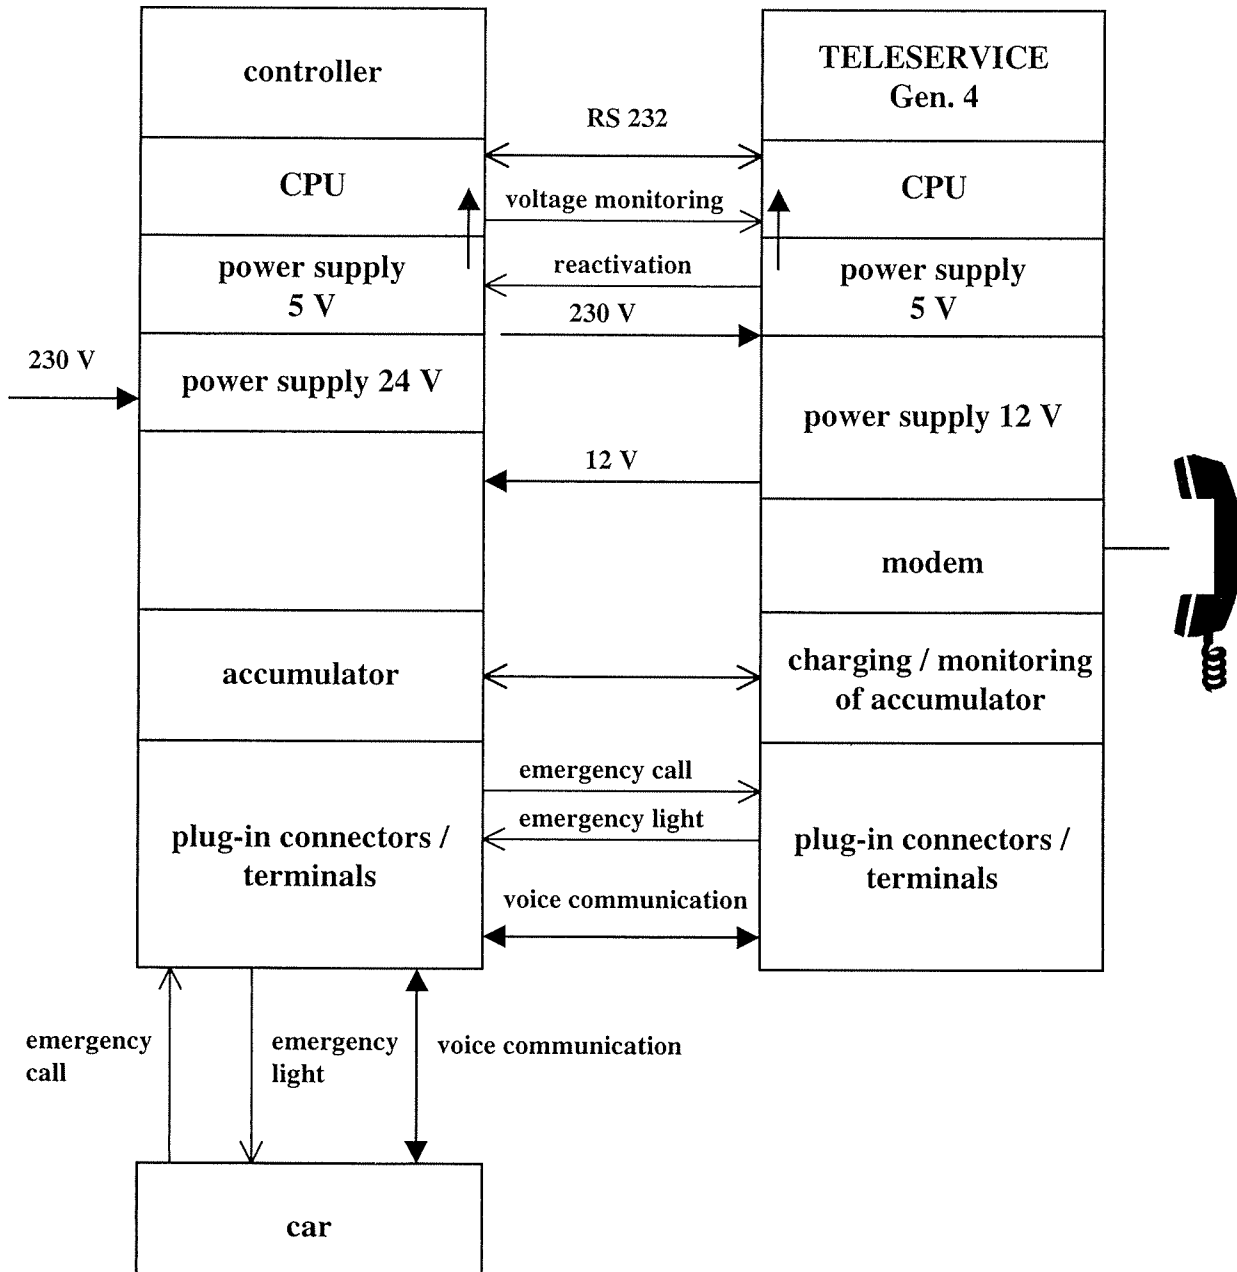 controller
TELESERVICE
Gen. 4
RS 232
CPU
CPU
voltage monitoring
reactivation
power supply
5 V
power supply
5 V
230 V
230 V
power supply 24 V
power supply 12 V
12 V
modem
accumulator
charging / monitoring
of accumulator
emergency call
emergency light
plug-in connectors /
terminals
plug-in connectors /
terminals
voice communication
emergency
call
emergency
light
voice communication
car